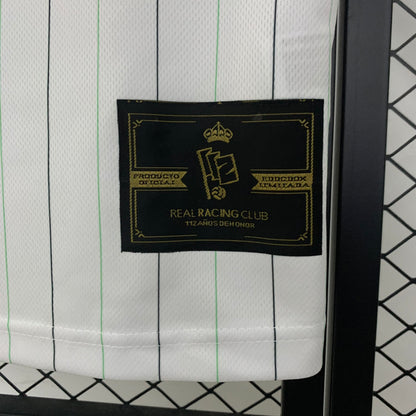 PRODUCTO
OFICIAL
EDICION
LIMITADA
REAL RACING CLUB
112 AÑOS DE HONOR